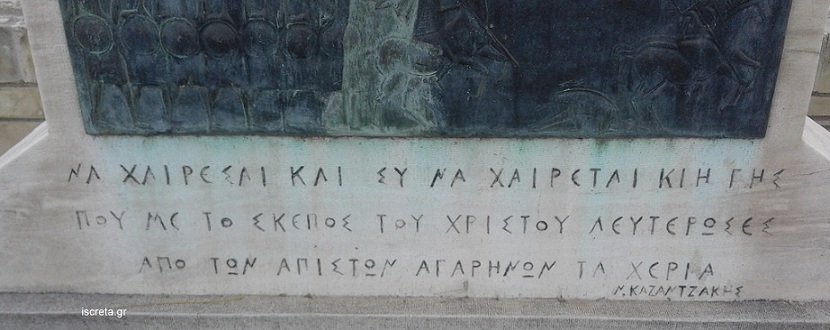 ΝΑ ΧΑΙΡΕΣΑΙ ΚΑΙ ΣΥ ΝΑ ΧΑΙΡΕΤΑΙ ΚΙ Η ΓΗΣ
ΠΟΥ ΜΕ ΤΟ ΣΚΕΠΟΣ ΤΟΥ ΧΡΙΣΤΟΥ ΛΕΥΤΕΡΩΣΕΣ
ΑΠΟ ΤΩΝ ΑΠΙΣΤΩΝ ΑΓΑΡΗΝΩΝ ΤΑ ΧΕΡΙΑ
Ν. ΚΑΖΑΝΤΖΑΚΗΣ
iscreta.gr